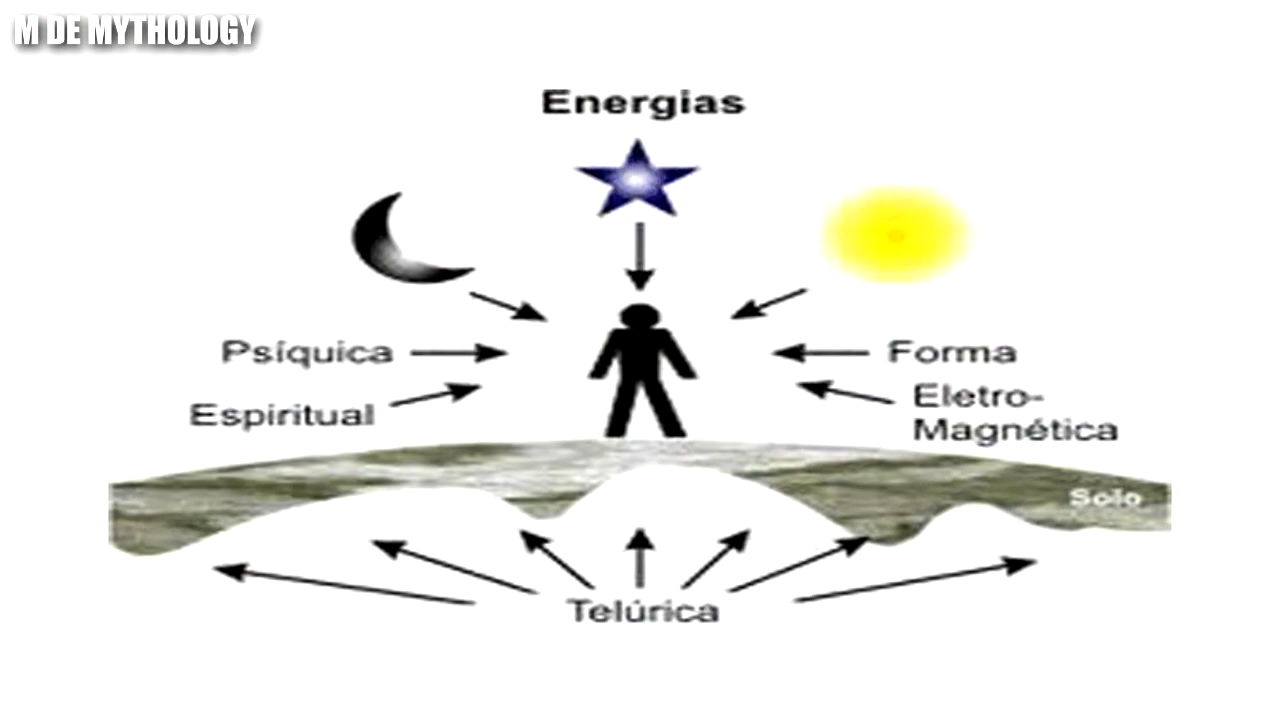 M DE MYTHOLOGY
Energias
Psíquica
Forma
Espiritual
Eletro-
Magnética
Solo
Telúrica